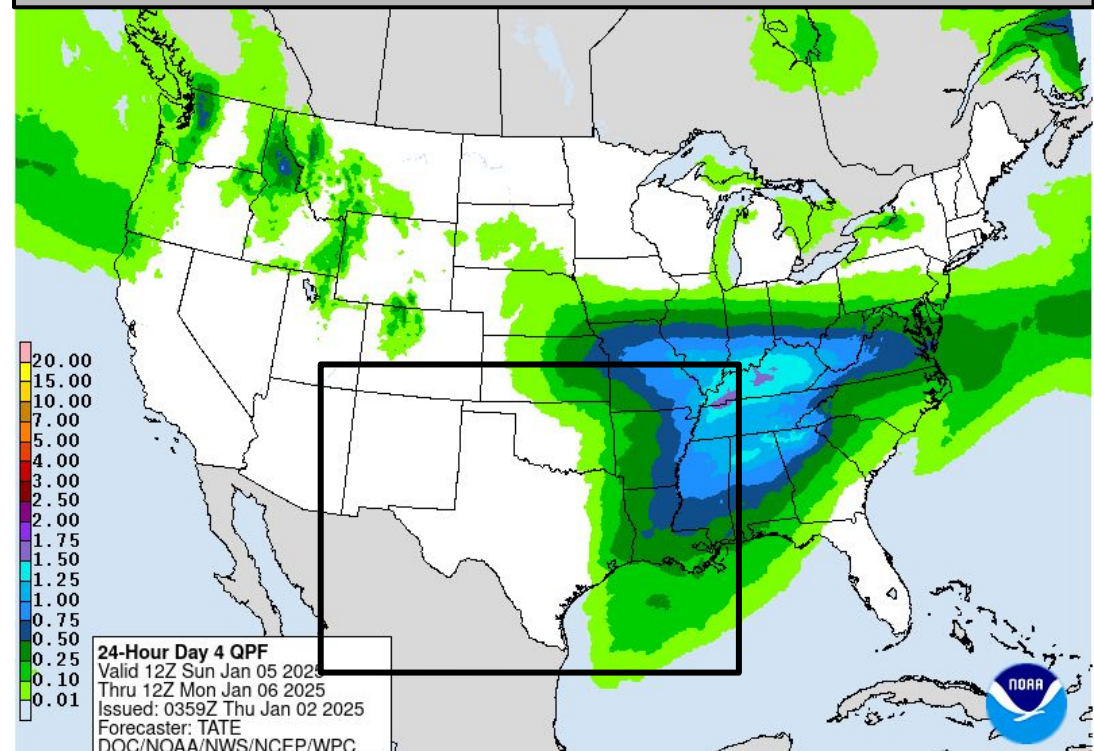 20.00
15.00
10.00
7.00
5.00
4.00
3.00
2.50
2.00
1.75
1.50
1.25
1.00
0.75
0.50
0.25
0.10
0.01
24-Hour Day 4 QPF
Valid 12Z Sun Jan 05 2025
Thru 12Z Mon Jan 06 2025
Issued: 0359Z Thu Jan 02 2025
Forecaster: TATE
DOC/NOAA/NWS/NCEP/WPC
NOAA